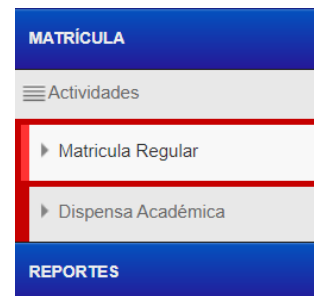 MATRÍCULA
Actividades
Matricula Regular
Dispensa Académica
REPORTES